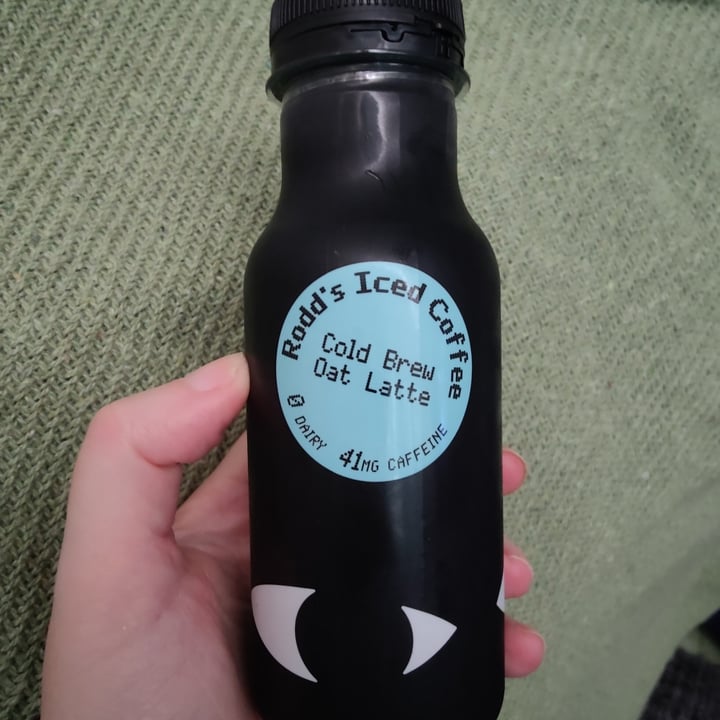 Rodd's Iced Coffee
Cold Brew
Oat Latte
0 DAIRY 41MG CAFFEINE